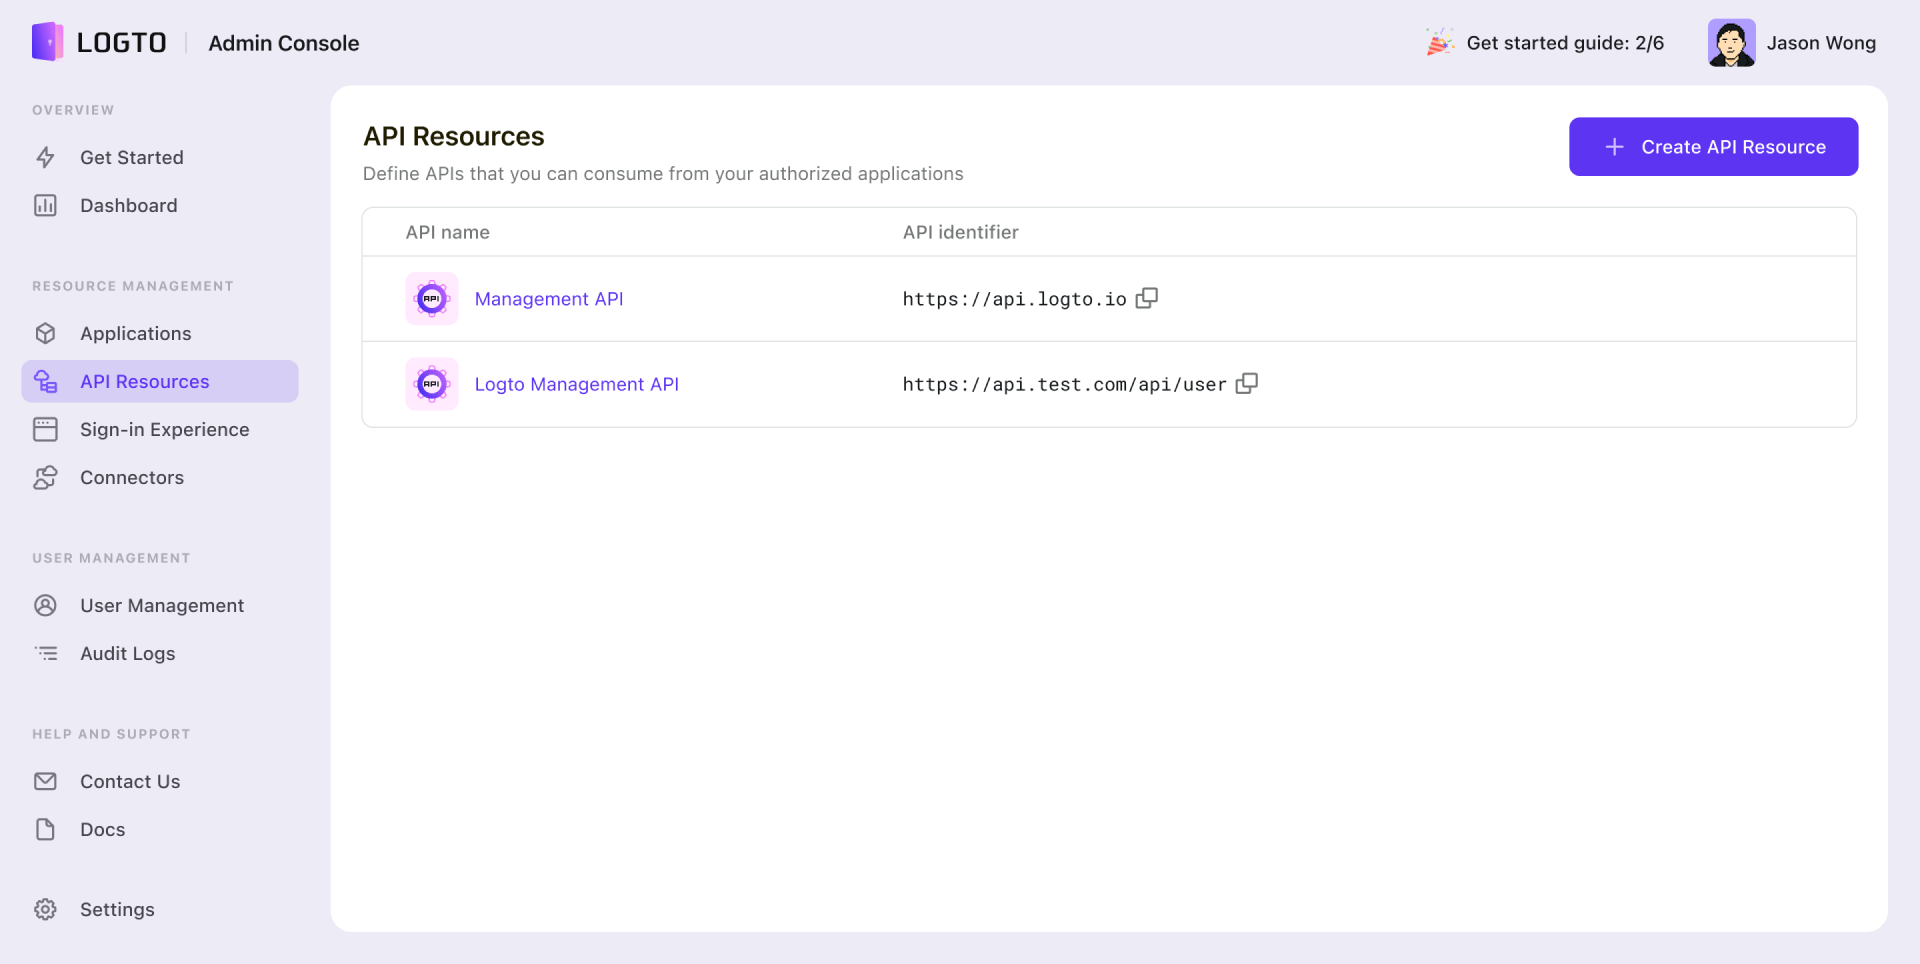 LOGTO
Admin Console
Get started guide: 2/6
Jason Wong
OVERVIEW
Get Started
Dashboard
RESOURCE MANAGEMENT
Applications
API Resources
Sign-in Experience
Connectors
USER MANAGEMENT
User Management
Audit Logs
HELP AND SUPPORT
Contact Us
Docs
Settings
API Resources
Define APIs that you can consume from your authorized applications
Create API Resource
API name
API identifier
API
Management API
https://api.logto.io
API
Logto Management API
https://api.test.com/api/user